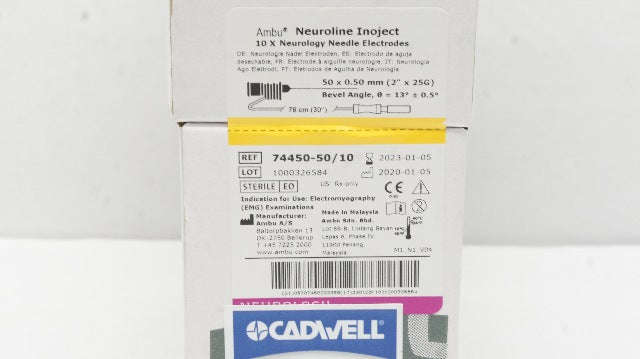 Ambu® Neuroline Inoject
10 X Neurology Needle Electrodes
DE: Neurologie Nadel Elektroden, ES: Electrodo de aguja
desechable, FR: Electrode à aiguille neurologie, IT: Neurologia
Ago Elettrodi, PT: Eletrodos de Agulha de Neurologia
50 x 0.50 mm (2" x 25G)
Bevel Angle, θ = 13° ± 0.5°
76 cm (30")
REF 74450-50/10 2023-01-05
LOT 1000326584 2020-01-05
STERILE EO US: Rx only
CE
Indication for Use: Electromyography
(EMG) Examinations
Manufacturer:
Ambu A/S
Baltorpbakken 13
DK-2750 Ballerup
T +45 7225 2000
www.ambu.com
Made in Malaysia
Ambu Sdn. Bhd.
Lot 69-B, Lintang Bayan
Lepas 6, Phase IV
11900 Penang,
Malaysia
NEUROLOGY
CADWELL®